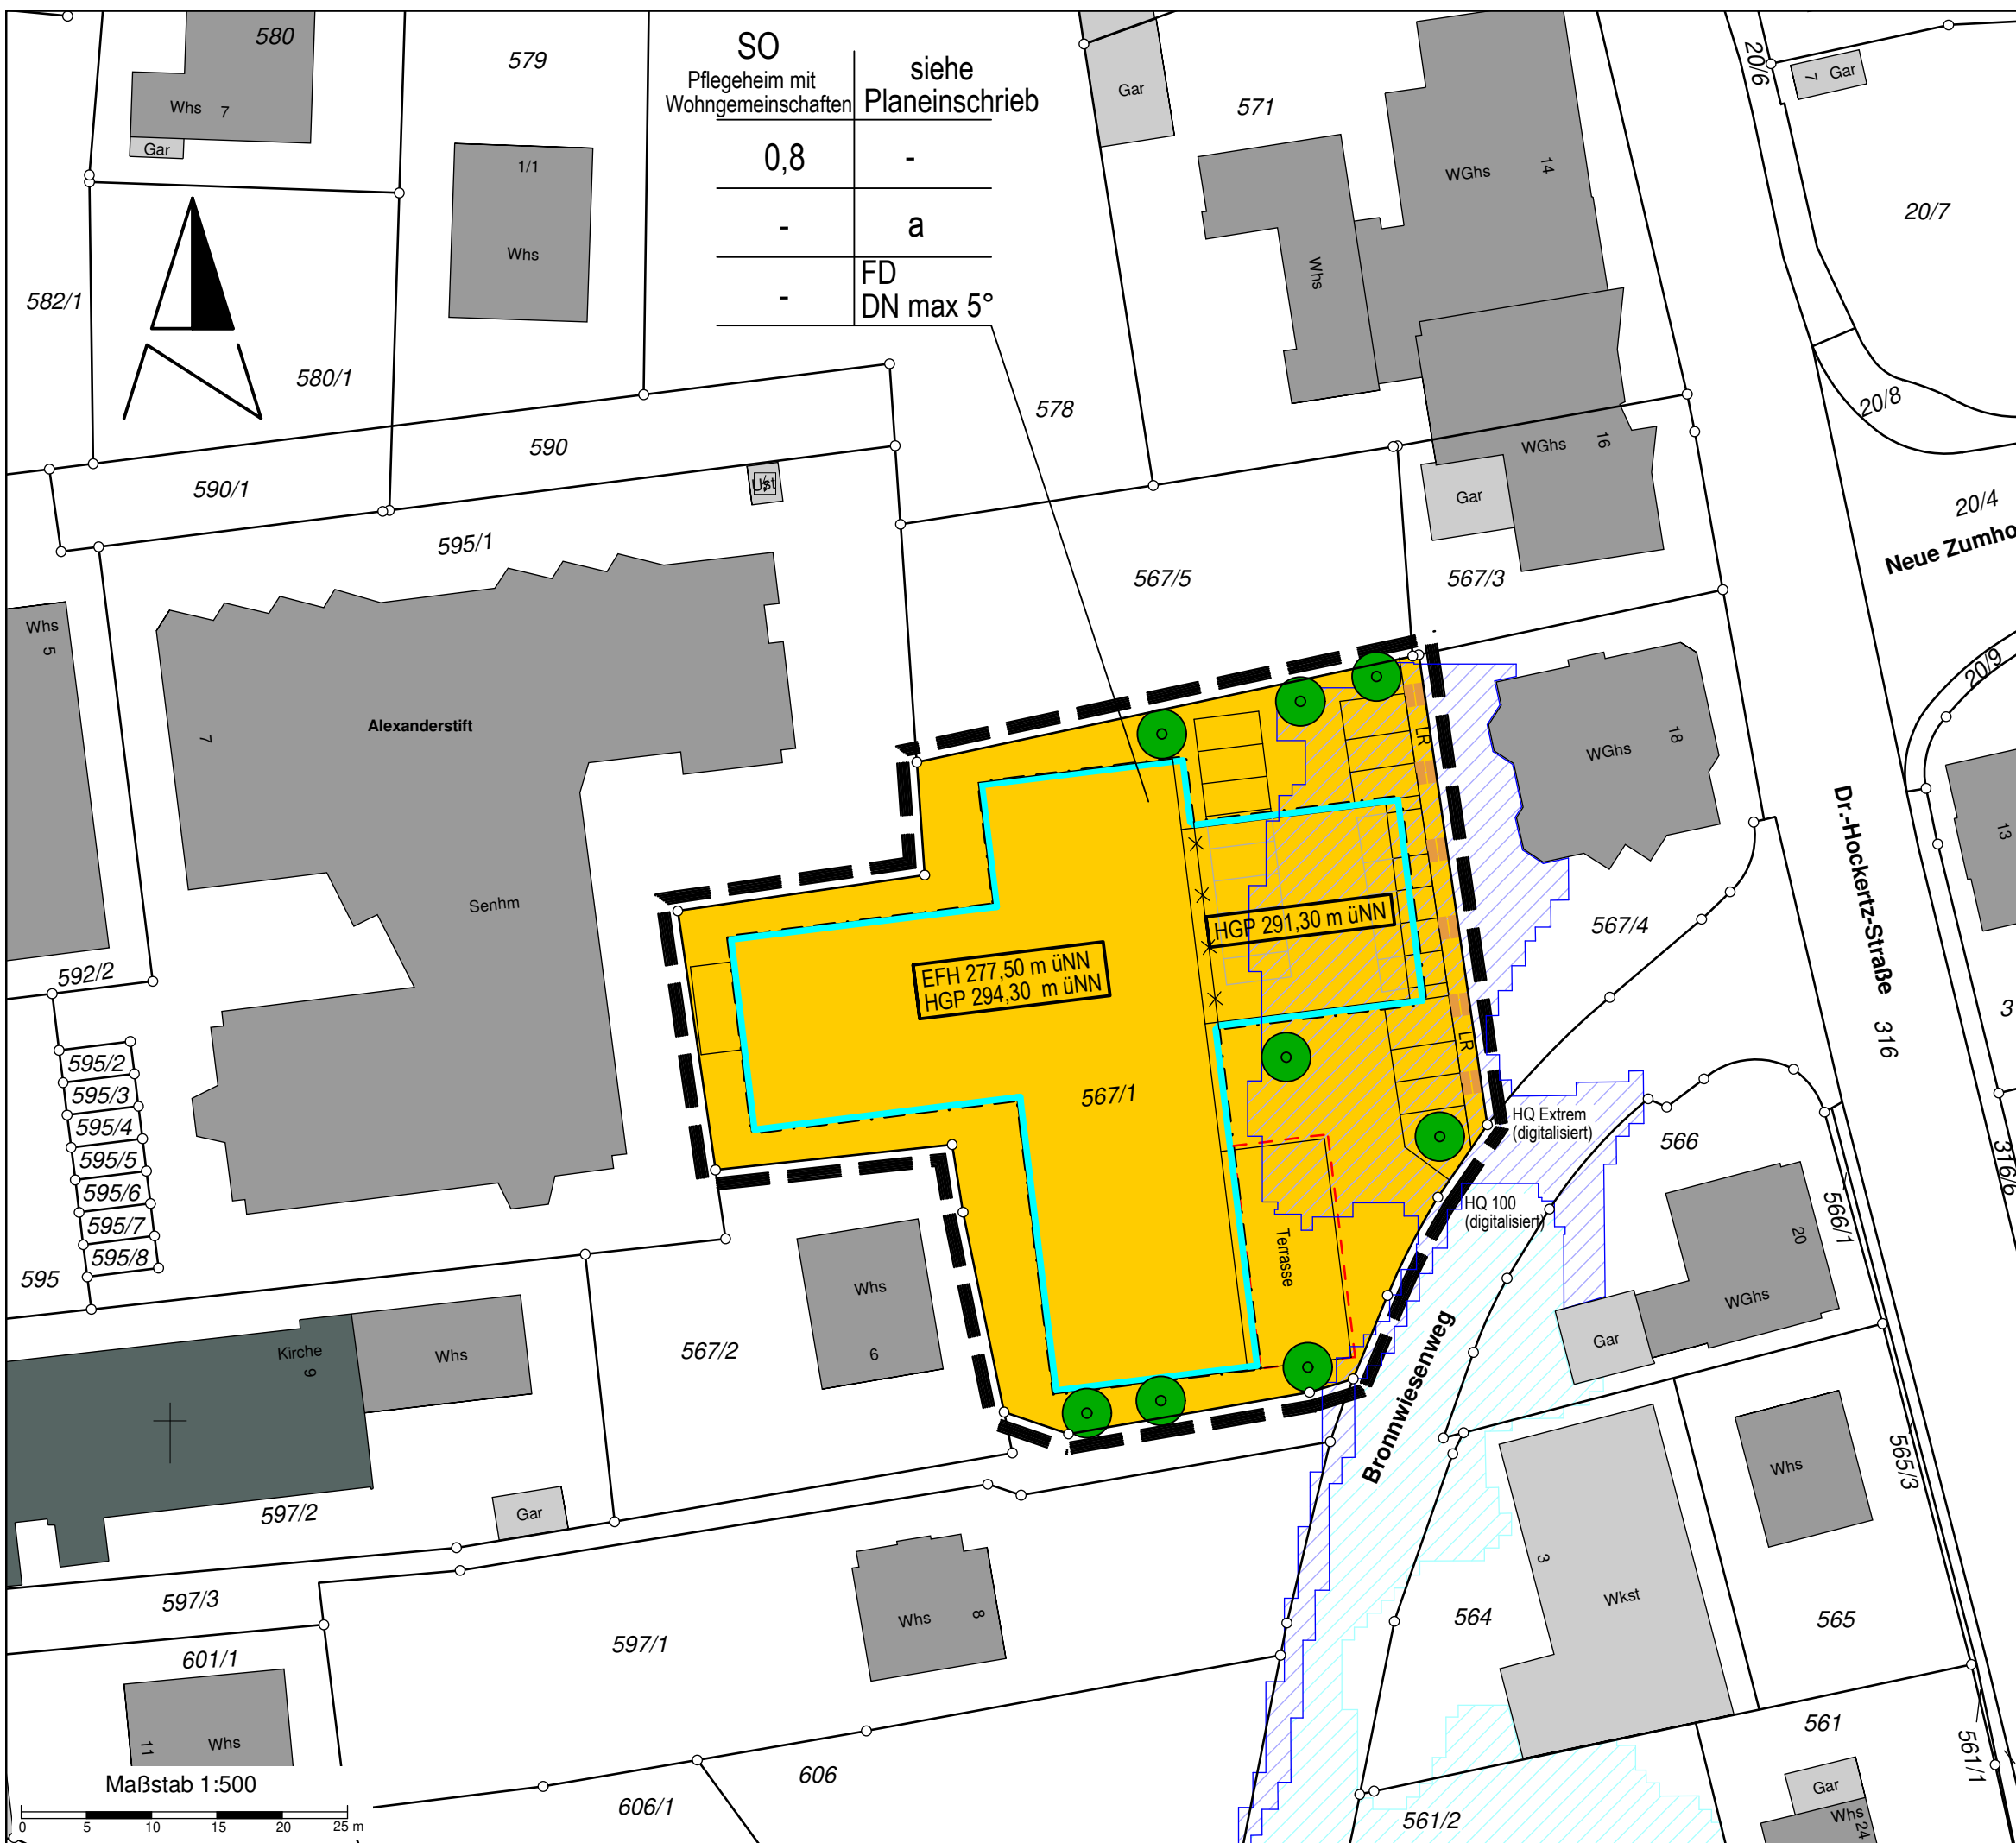 580
579
SO
Pflegeheim mit
Wohngemeinschaften
siehe
Planeinschrieb
0,8
-
-
a
-
FD
DN max 5°
Whs 7
Gar
1/1
Whs
Gar
571
WGhs 14
Whs
20/6
7 Gar
20/7
582/1
580/1
578
20/8
590
590/1
Ust
WGhs 16
Gar
20/4
Neue Zumho
595/1
567/5
567/3
Whs
5
Alexanderstift
7
Senhm
LR
WGhs 18
20/9
Dr.-Hockertz-Straße 316
13
HGP 291,30 m üNN
EFH 277,50 m üNN
HGP 294,30 m üNN
567/4
592/2
3
LR
595/2
595/3
595/4
595/5
595/6
595/7
595/8
595
567/1
HQ Extrem
(digitalisiert)
566
HQ 100
(digitalisiert)
566/1
316/6
20
WGhs
Terrasse
Whs
6
567/2
Kirche
9
Whs
Gar
Bronnwiesenweg
Whs
565/3
597/2
Gar
597/3
Whs 8
597/1
3
Wkst
564
565
601/1
11
Whs
561
561/1
Gar
Whs
24
606
606/1
561/2
Maßstab 1:500
0 5 10 15 20 25 m